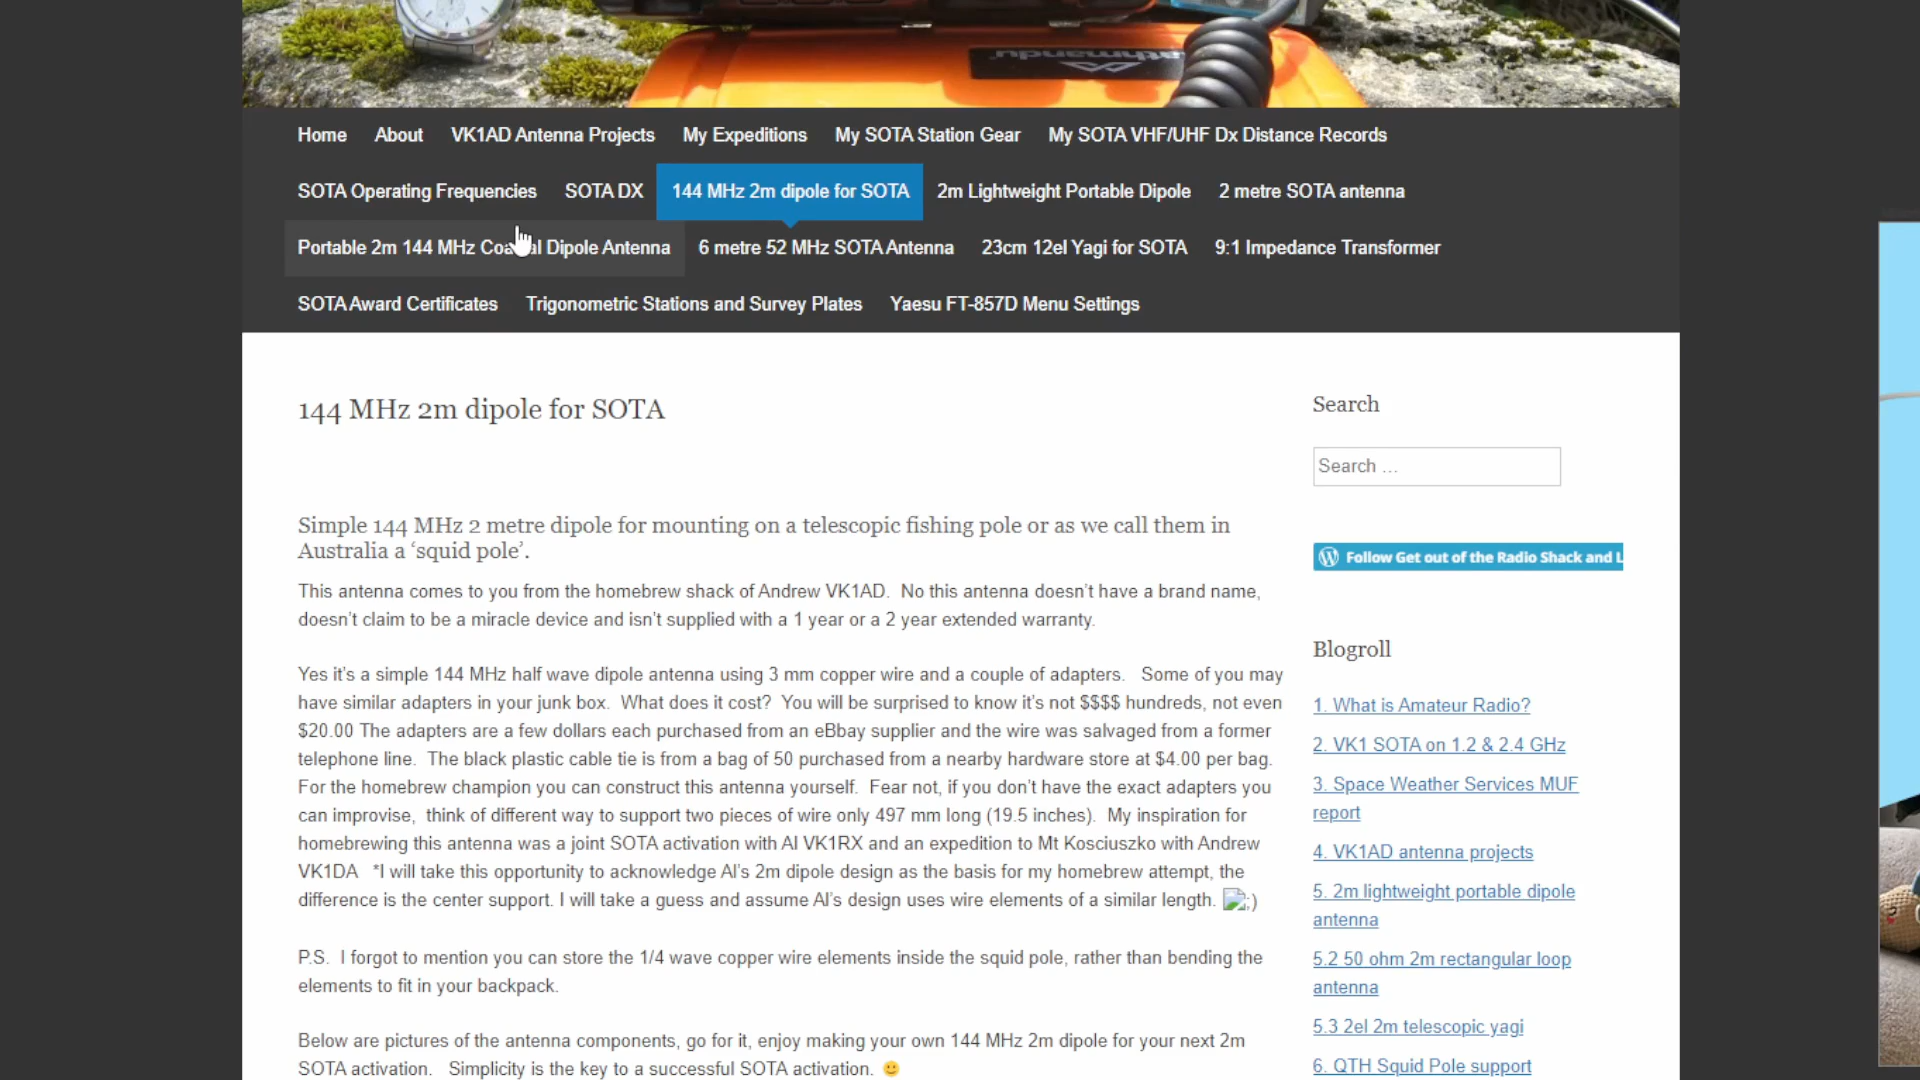 athmandu
Home About VK1AD Antenna Projects My Expeditions My SOTA Station Gear My SOTA VHF/UHF Dx Distance Records
SOTA Operating Frequencies SOTA DX 144 MHz 2m dipole for SOTA 2m Lightweight Portable Dipole 2 metre SOTA antenna
Portable 2m 144 MHz Coaxial Dipole Antenna 6 metre 52 MHz SOTA Antenna 23cm 12el Yagi for SOTA 9:1 Impedance Transformer
SOTA Award Certificates Trigonometric Stations and Survey Plates Yaesu FT-857D Menu Settings
144 MHz 2m dipole for SOTA
Simple 144 MHz 2 metre dipole for mounting on a telescopic fishing pole or as we call them in
Australia a ‘squid pole’.
This antenna comes to you from the homebrew shack of Andrew VK1AD.  No this antenna doesn’t have a brand name,
doesn’t claim to be a miracle device and isn’t supplied with a 1 year or a 2 year extended warranty.
Yes it’s a simple 144 MHz half wave dipole antenna using 3 mm copper wire and a couple of adapters.   Some of you may
have similar adapters in your junk box.  What does it cost?  You will be surprised to know it’s not $$$$ hundreds, not even
$20.00 The adapters are a few dollars each purchased from an eBbay supplier and the wire was salvaged from a former
telephone line.  The black plastic cable tie is from a bag of 50 purchased from a nearby hardware store at $4.00 per bag.
For the homebrew champion you can construct this antenna yourself.  Fear not, if you don’t have the exact adapters you
can improvise,  think of different way to support two pieces of wire only 497 mm long (19.5 inches).  My inspiration for
homebrewing this antenna was a joint SOTA activation with Al VK1RX and an expedition to Mt Kosciuszko with Andrew
VK1DA   *I will take this opportunity to acknowledge Al’s 2m dipole design as the basis for my homebrew attempt, the
difference is the center support. I will take a guess and assume Al’s design uses wire elements of a similar length. ;)
P.S.  I forgot to mention you can store the 1/4 wave copper wire elements inside the squid pole, rather than bending the
elements to fit in your backpack.
Below are pictures of the antenna components, go for it, enjoy making your own 144 MHz 2m dipole for your next 2m
SOTA activation.   Simplicity is the key to a successful SOTA activation. 🙂
Search
Search …
Follow Get out of the Radio Shack and L
Blogroll
1. What is Amateur Radio?
2. VK1 SOTA on 1.2 & 2.4 GHz
3. Space Weather Services MUF
report
4. VK1AD antenna projects
5. 2m lightweight portable dipole
antenna
5.2 50 ohm 2m rectangular loop
antenna
5.3 2el 2m telescopic yagi
6. QTH Squid Pole support